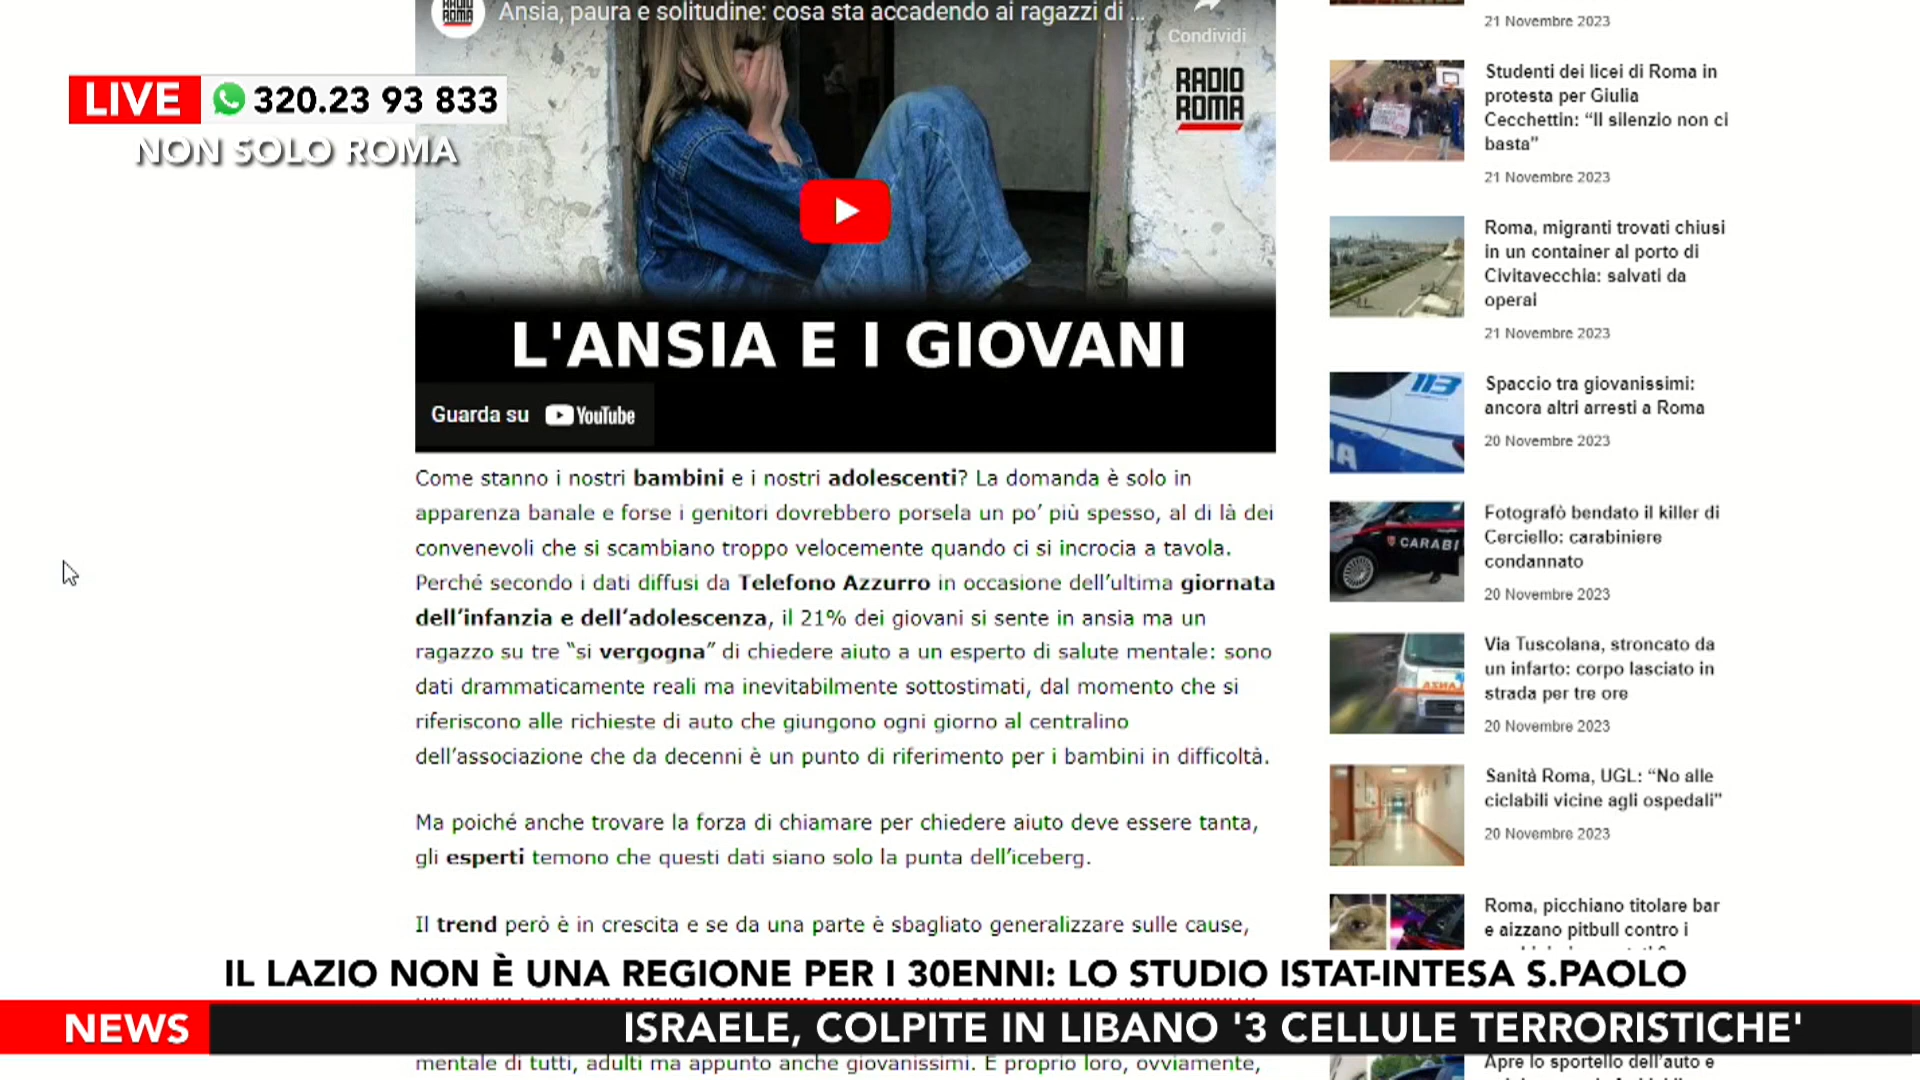 RADIO
ROMA
Ansia, paura e solitudine: cosa sta accadendo ai ragazzi di ...
Condividi
LIVE 320.23 93 833
NON SOLO ROMA
RADIO
ROMA
L'ANSIA E I GIOVANI
Guarda su YouTube
Come stanno i nostri bambini e i nostri adolescenti? La domanda è solo in
apparenza banale e forse i genitori dovrebbero porsela un po’ più spesso, al di là dei
convenevoli che si scambiano troppo velocemente quando ci si incrocia a tavola.
Perché secondo i dati diffusi da Telefono Azzurro in occasione dell’ultima giornata
dell’infanzia e dell’adolescenza, il 21% dei giovani si sente in ansia ma un
ragazzo su tre “si vergogna” di chiedere aiuto a un esperto di salute mentale: sono
dati drammaticamente reali ma inevitabilmente sottostimati, dal momento che si
riferiscono alle richieste di auto che giungono ogni giorno al centralino
dell’associazione che da decenni è un punto di riferimento per i bambini in difficoltà.
Ma poiché anche trovare la forza di chiamare per chiedere aiuto deve essere tanta,
gli esperti temono che questi dati siano solo la punta dell’iceberg.
Il trend però è in crescita e se da una parte è sbagliato generalizzare sulle cause,
mentale di tutti, adulti ma appunto anche giovanissimi. E proprio loro, ovviamente,
21 Novembre 2023
Studenti dei licei di Roma in
protesta per Giulia
Cecchettin: “Il silenzio non ci
basta”
21 Novembre 2023
Roma, migranti trovati chiusi
in un container al porto di
Civitavecchia: salvati da
operai
21 Novembre 2023
113
Spaccio tra giovanissimi:
ancora altri arresti a Roma
20 Novembre 2023
CARABI
Fotografò bendato il killer di
Cerciello: carabiniere
condannato
20 Novembre 2023
Via Tuscolana, stroncato da
un infarto: corpo lasciato in
strada per tre ore
20 Novembre 2023
Sanità Roma, UGL: “No alle
ciclabili vicine agli ospedali”
20 Novembre 2023
Roma, picchiano titolare bar
e aizzano pitbull contro i
Apre lo sportello dell’auto e
IL LAZIO NON È UNA REGIONE PER I 30ENNI: LO STUDIO ISTAT-INTESA S.PAOLO
NEWS ISRAELE, COLPITE IN LIBANO '3 CELLULE TERRORISTICHE'